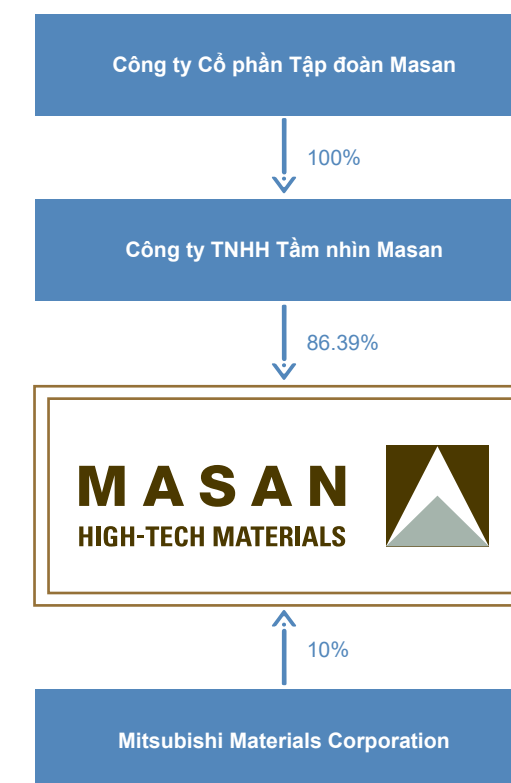 Công ty Cổ phần Tập đoàn Masan
100%
Công ty TNHH Tầm nhìn Masan
86.39%
MASAN
HIGH-TECH MATERIALS
10%
Mitsubishi Materials Corporation